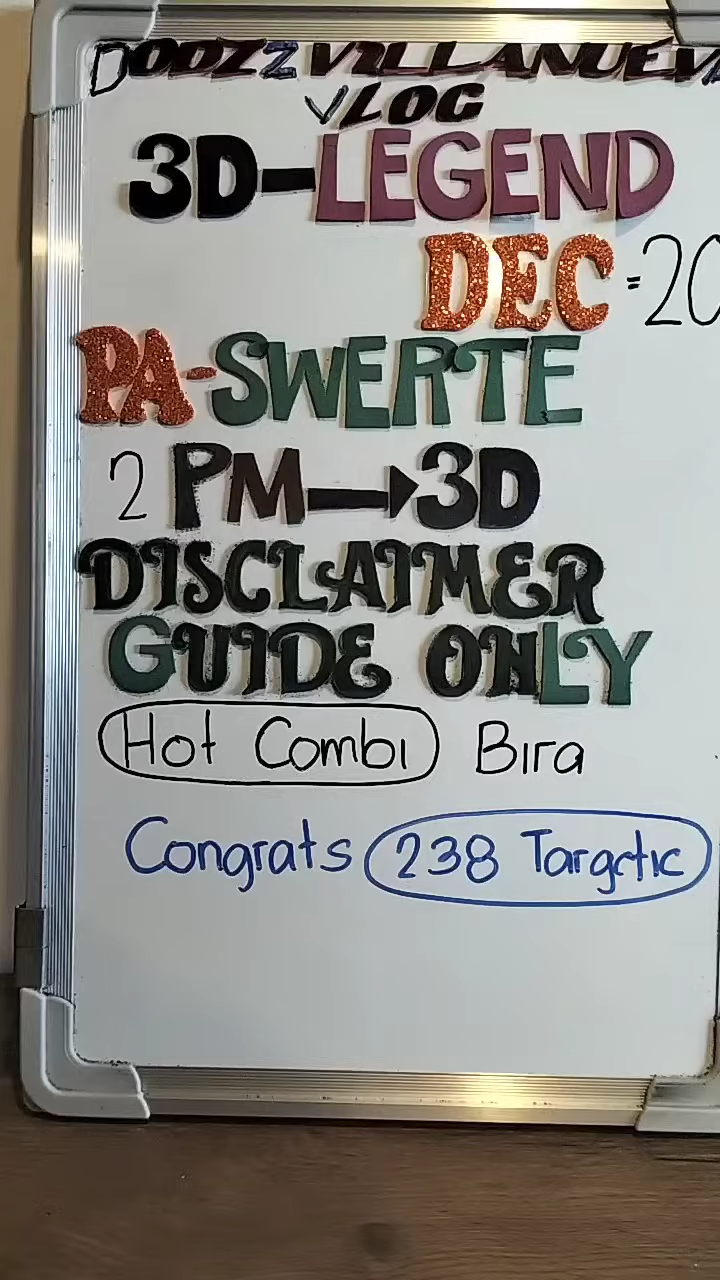 DODZZ VILLANUEVA
VLOG
3D-LEGEND
DEC =20
PA-SWERTE
2 PM→3D
DISCLAIMER
GUIDE ONLY
Hot Combi Bira
Congrats 238 Targetic